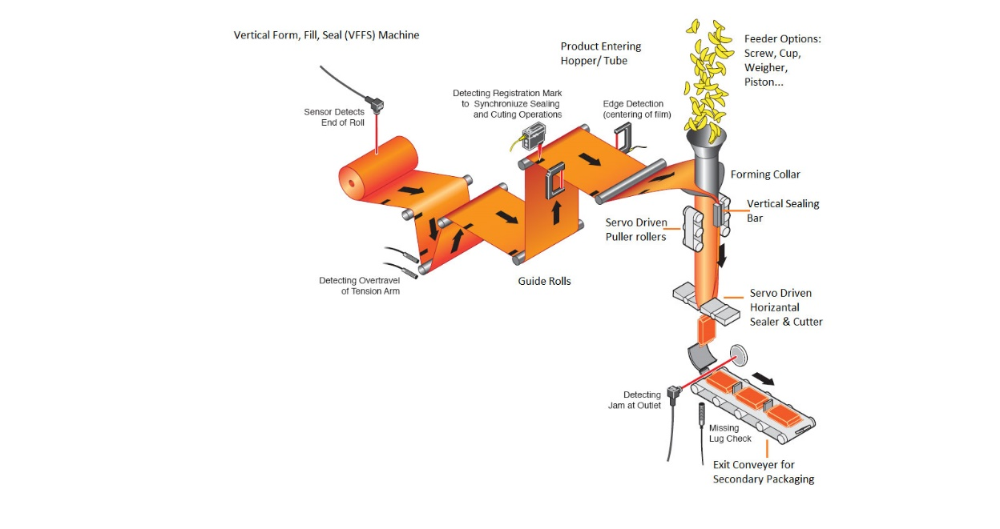 Vertical Form, Fill, Seal (VFFS) Machine
Product Entering
Hopper/ Tube
Feeder Options:
Screw, Cup,
Weigher,
Piston...
Sensor Detects
End of Roll
Detecting Registration Mark
to Synchroniuze Sealing
and Cuting Operations
Edge Detection
(centering of film)
Forming Collar
Vertical Sealing
Bar
Servo Driven
Puller rollers
Detecting Overtravel
of Tension Arm
Guide Rolls
Servo Driven
Horizantal
Sealer & Cutter
Detecting
Jam at Outlet
Missing
Lug Check
Exit Conveyer for
Secondary Packaging